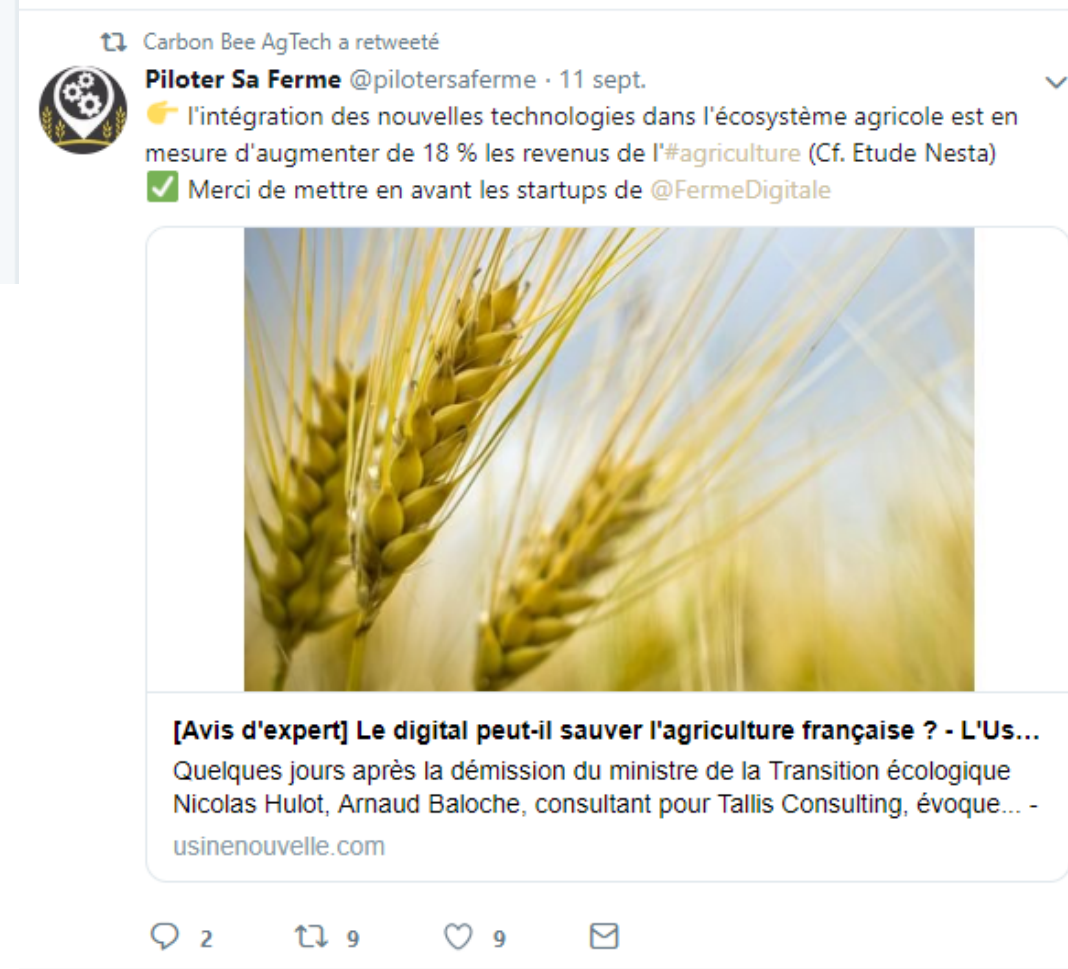 Carbon Bee AgTech a retweeté
Piloter Sa Ferme @pilotersaferme · 11 sept.
👉 l'intégration des nouvelles technologies dans l'écosystème agricole est en
mesure d'augmenter de 18 % les revenus de l'#agriculture (Cf. Etude Nesta)
✅ Merci de mettre en avant les startups de @FermeDigitale
[Avis d'expert] Le digital peut-il sauver l'agriculture française ? - L'Us...
Quelques jours après la démission du ministre de la Transition écologique
Nicolas Hulot, Arnaud Baloche, consultant pour Tallis Consulting, évoque... -
usinenouvelle.com
2 9 9